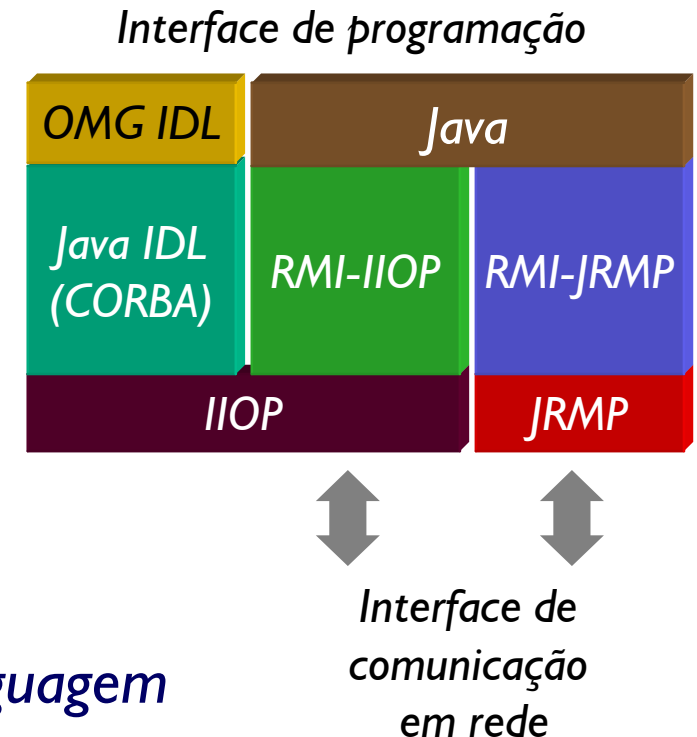 Interface de programação
OMG IDL
Java
Java IDL
(CORBA)
RMI-IIOP
RMI-JRMP
IIOP
JRMP
Interface de
comunicação
em rede
guagem